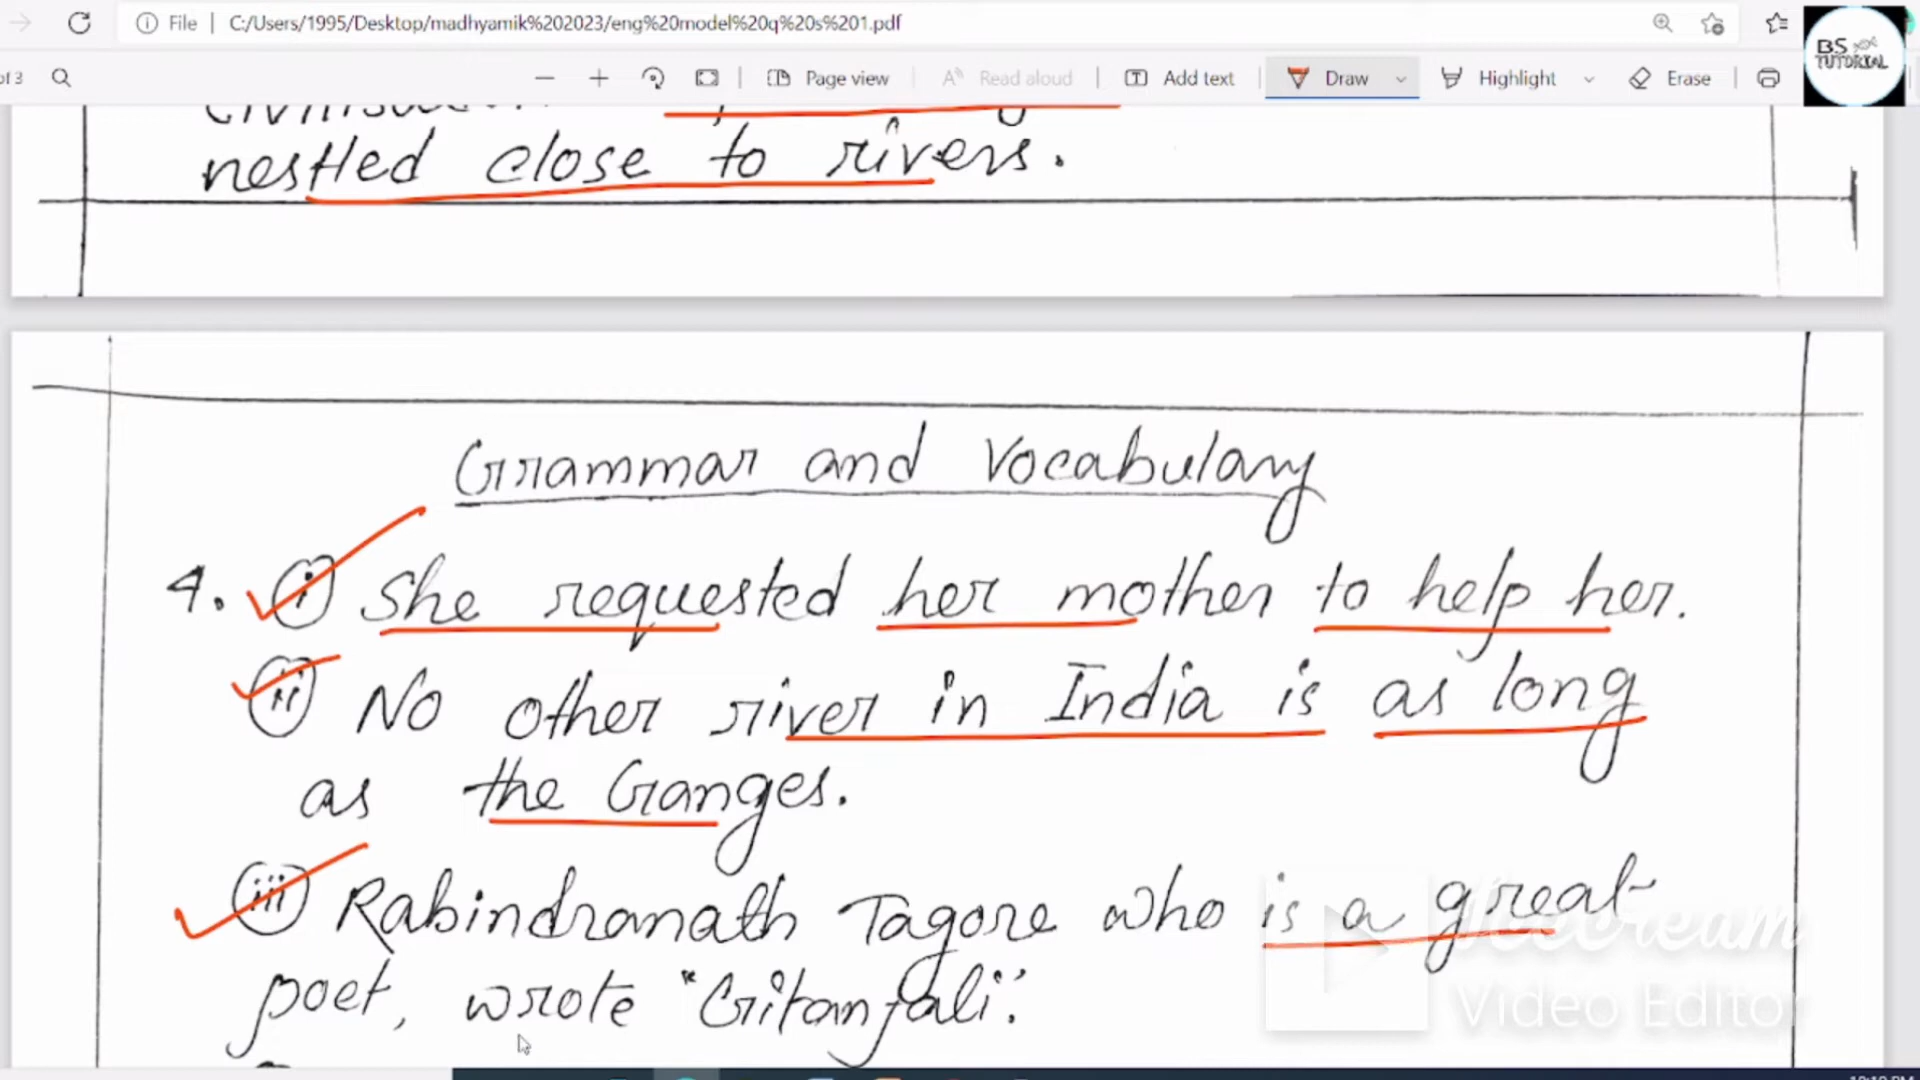 File | C:/Users/1995/Desktop/madhyamik%202023/eng%20model%20q%20s%201.pdf
of 3 Page view Read aloud Add text Draw Highlight Erase
B.S TUTORIAL
nestled close to rivers.
Grammar and Vocabulary
4. (i) She requested her mother to help her.
(ii) No other river in India is as long
as the Ganges.
(iii) Rabindranath Tagore who is a great
poet, wrote "Gitanjali".
Icecream
Video Editor